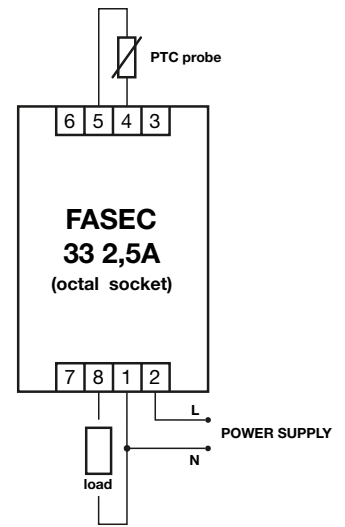 PTC probe
6 5 4 3
FASEC
33 2,5A
(octal socket)
7 8 1 2
L
POWER SUPPLY
N
load